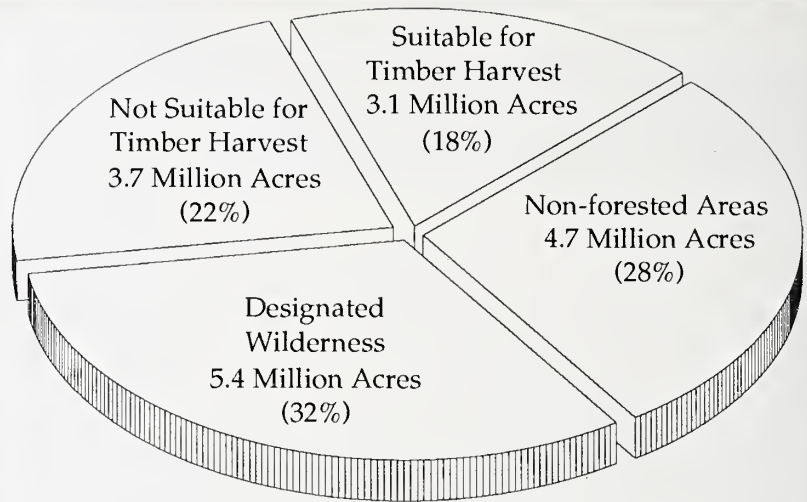 Suitable for
Timber Harvest
3.1 Million Acres
(18%)
Not Suitable for
Timber Harvest
3.7 Million Acres
(22%)
Non-forested Areas
4.7 Million Acres
(28%)
Designated
Wilderness
5.4 Million Acres
(32%)